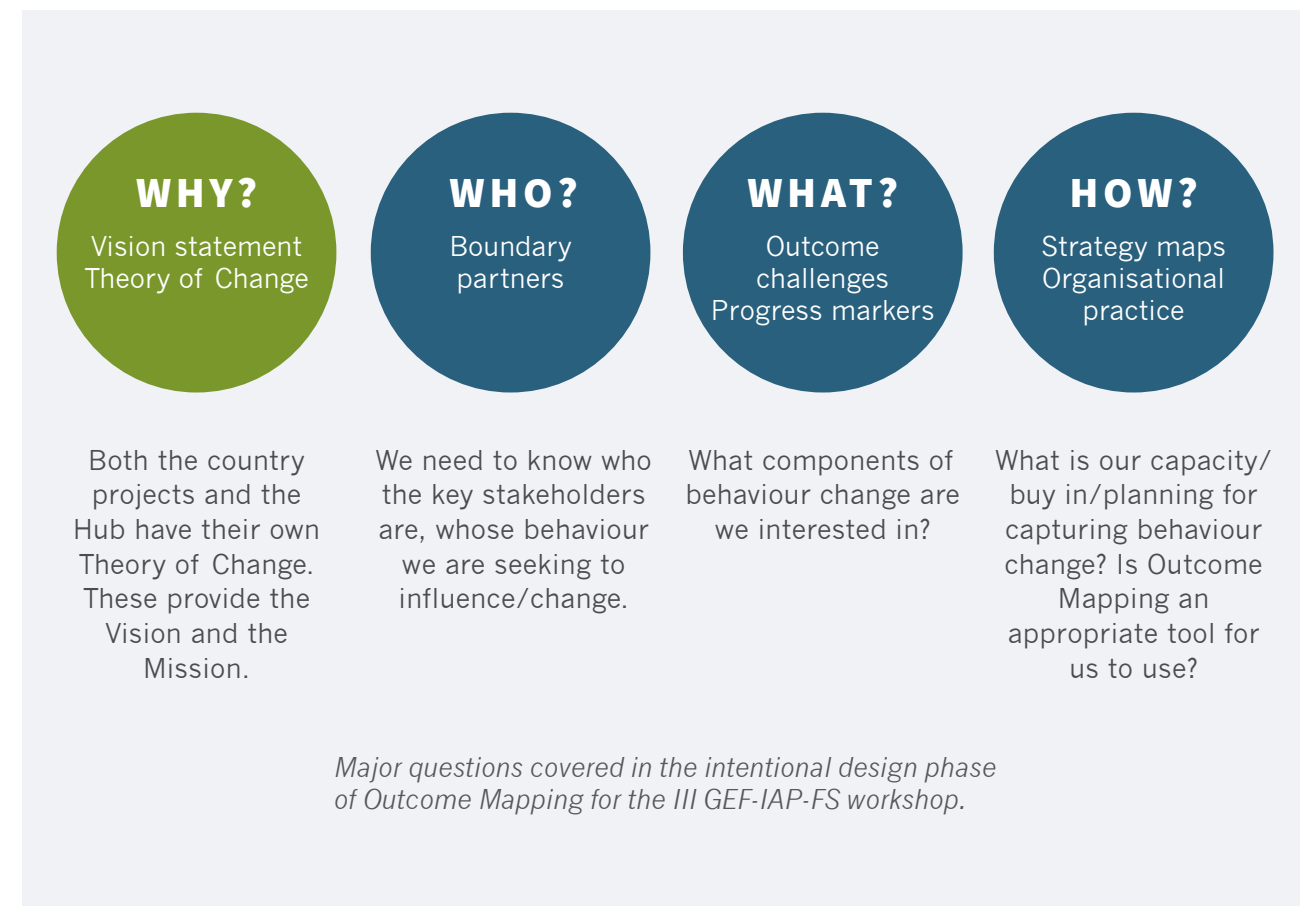 WHY?
Vision statement
Theory of Change
Both the country
projects and the
Hub have their own
Theory of Change.
These provide the
Vision and the
Mission.
WHO?
Boundary
partners
We need to know who
the key stakeholders
are, whose behaviour
we are seeking to
influence/change.
WHAT?
Outcome
challenges
Progress markers
What components of
behaviour change are
we interested in?
HOW?
Strategy maps
Organisational
practice
What is our capacity/
buy in/planning for
capturing behaviour
change? Is Outcome
Mapping an
appropriate tool for
us to use?
Major questions covered in the intentional design phase
of Outcome Mapping for the III GEF-IAP-FS workshop.